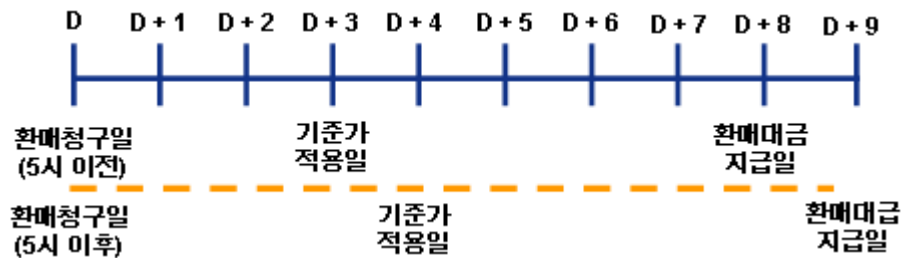 D D + 1 D + 2 D + 3 D + 4 D + 5 D + 6 D + 7 D + 8 D + 9
환매청구일
(5시 이전)
기준가
적용일
환매대금
지급일
환매청구일
(5시 이후)
기준가
적용일
환매대급
지급일